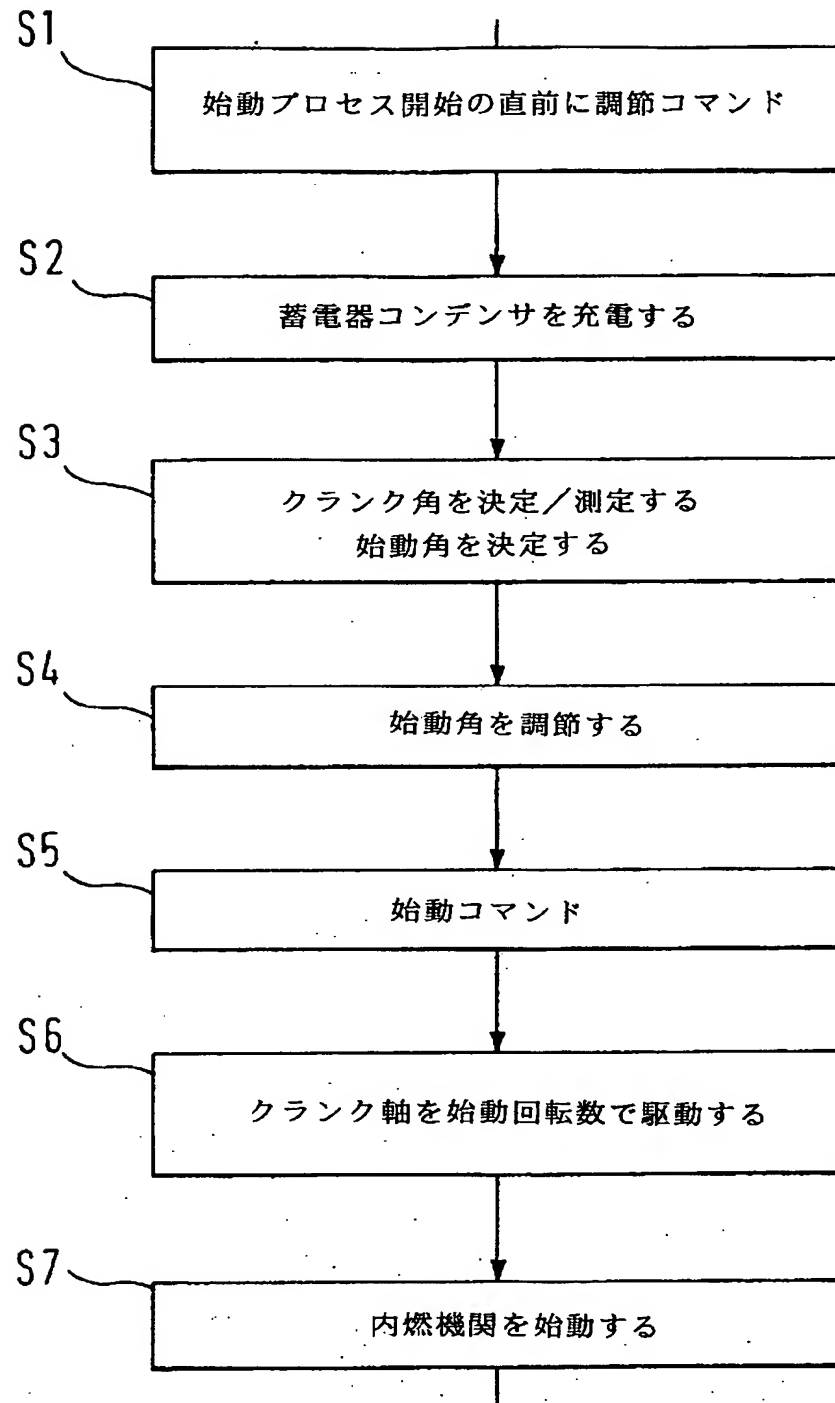 S1
始動プロセス開始の直前に調節コマンド
S2
蓄電器コンデンサを充電する
S3
クランク角を決定／測定する
始動角を決定する
S4
始動角を調節する
S5
始動コマンド
S6
クランク軸を始動回転数で駆動する
S7
内燃機関を始動する